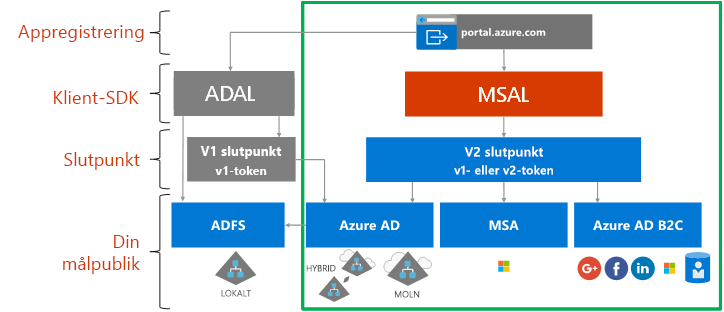 Appregistrering
portal.azure.com
Klient-SDK
ADAL
MSAL
Slutpunkt
V1 slutpunkt
v1-token
V2 slutpunkt
v1- eller v2-token
Din
målpublik
ADFS
Azure AD
MSA
Azure AD B2C
LOKALT
HYBRID
MOLN
G+
f
in